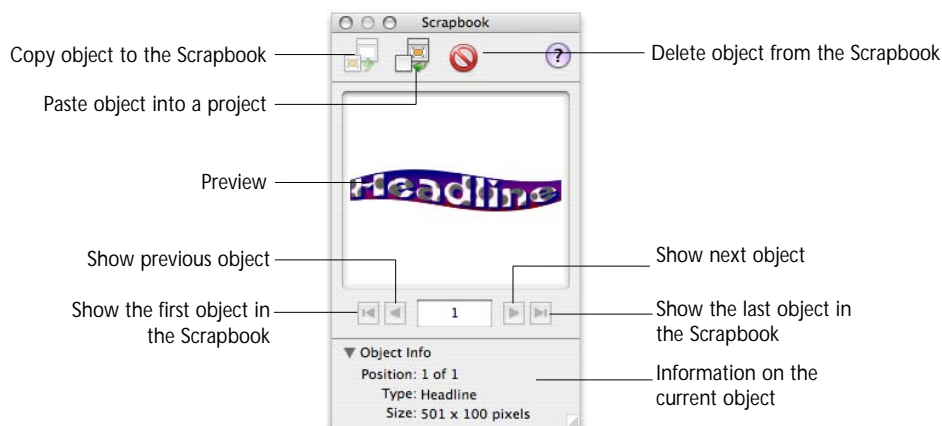 Scrapbook
Copy object to the Scrapbook
Delete object from the Scrapbook
?
Paste object into a project
Preview
Headline
Show previous object
Show next object
Show the first object in
the Scrapbook
1
Show the last object in
the Scrapbook
Object Info
Position: 1 of 1
Type: Headline
Size: 501 x 100 pixels
Information on the
current object